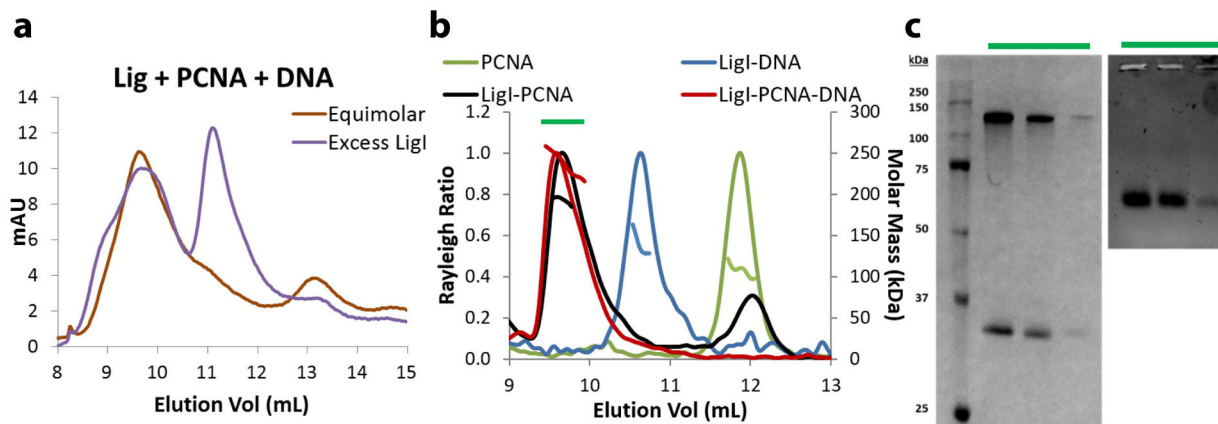 a
Lig + PCNA + DNA
Equimolar
Excess LigI
14
12
10
8
6
4
2
0
mAU
8 9 10 11 12 13 14 15
Elution Vol (mL)
b
PCNA
LigI-DNA
LigI-PCNA
LigI-PCNA-DNA
1.2
1.0
0.8
0.6
0.4
0.2
0.0
Rayleigh Ratio
300
250
200
150
100
50
0
Molar Mass (kDa)
9 10 11 12 13
Elution Vol (mL)
c
kDa
250
150
100
75
50
37
25